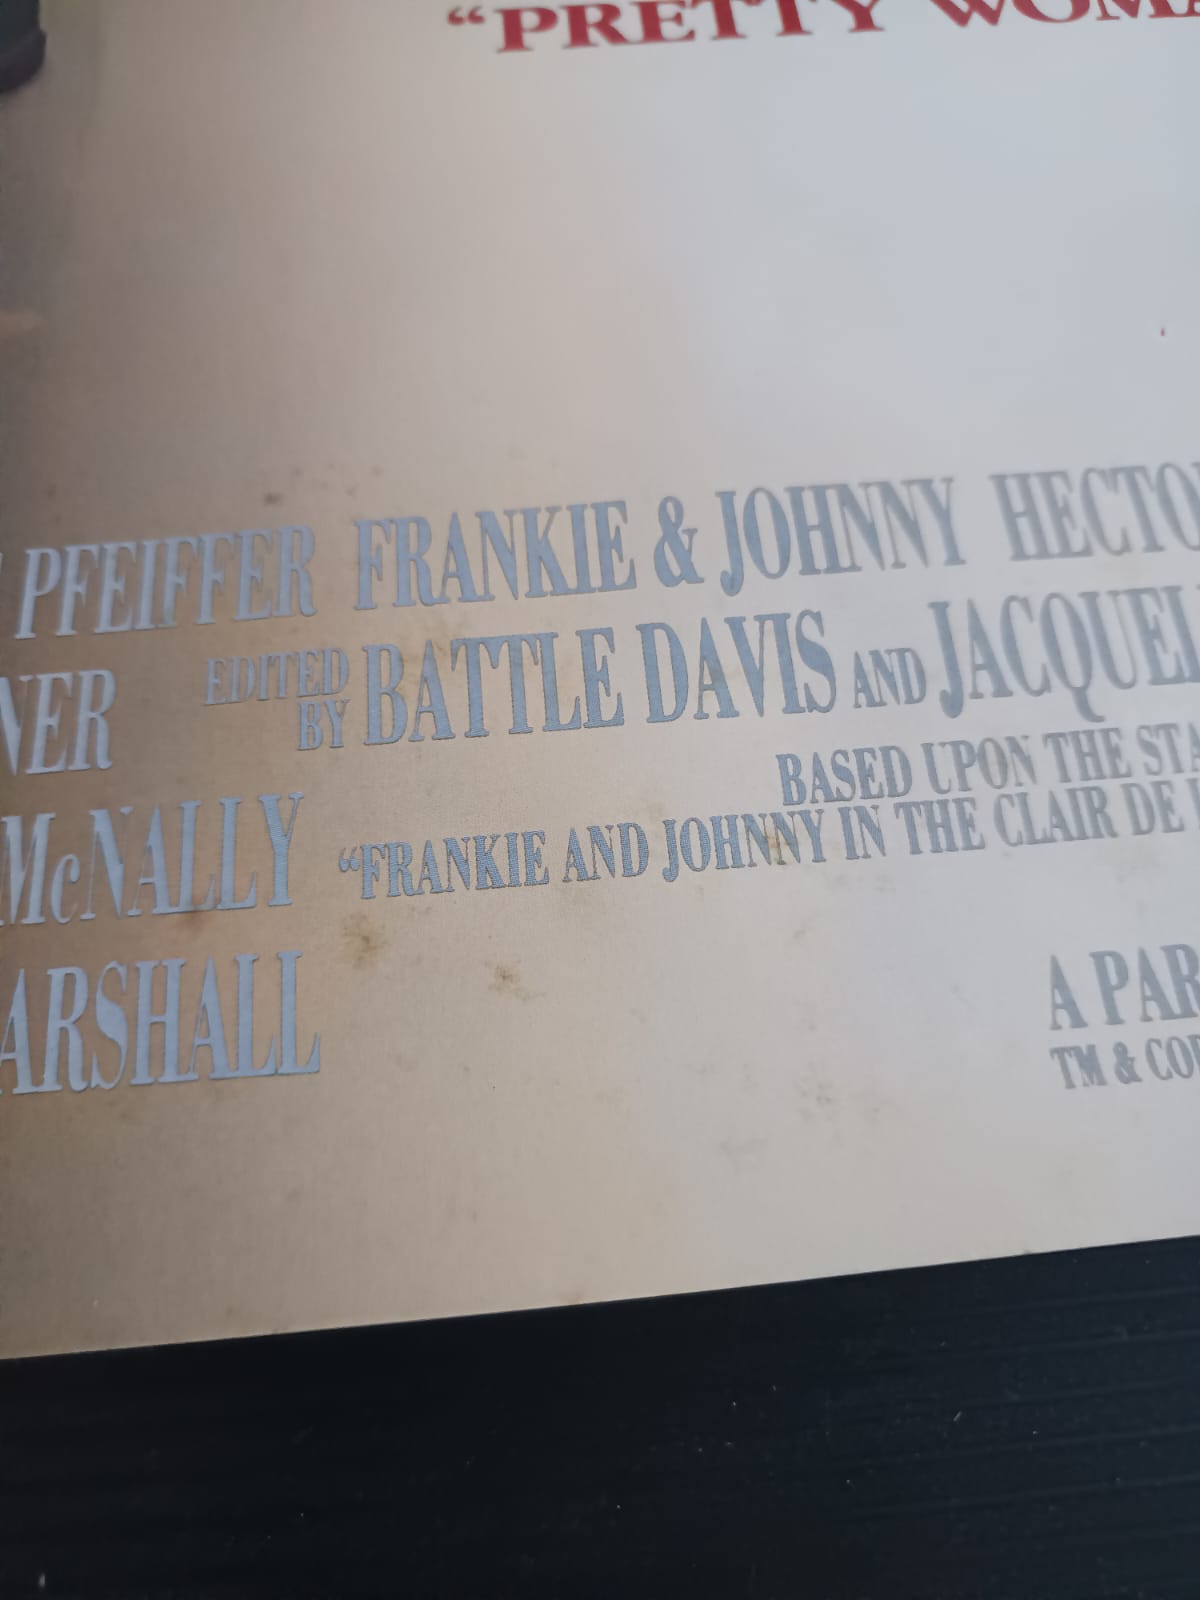 "PRETTY WOMA
PFEIFFER FRANKIE & JOHNNY HECTO
NER EDITED BY BATTLE DAVIS AND JACQUEL
McNALLY BASED UPON THE STA
"FRANKIE AND JOHNNY IN THE CLAIR DE
ARSHALL A PAR
TM & COP